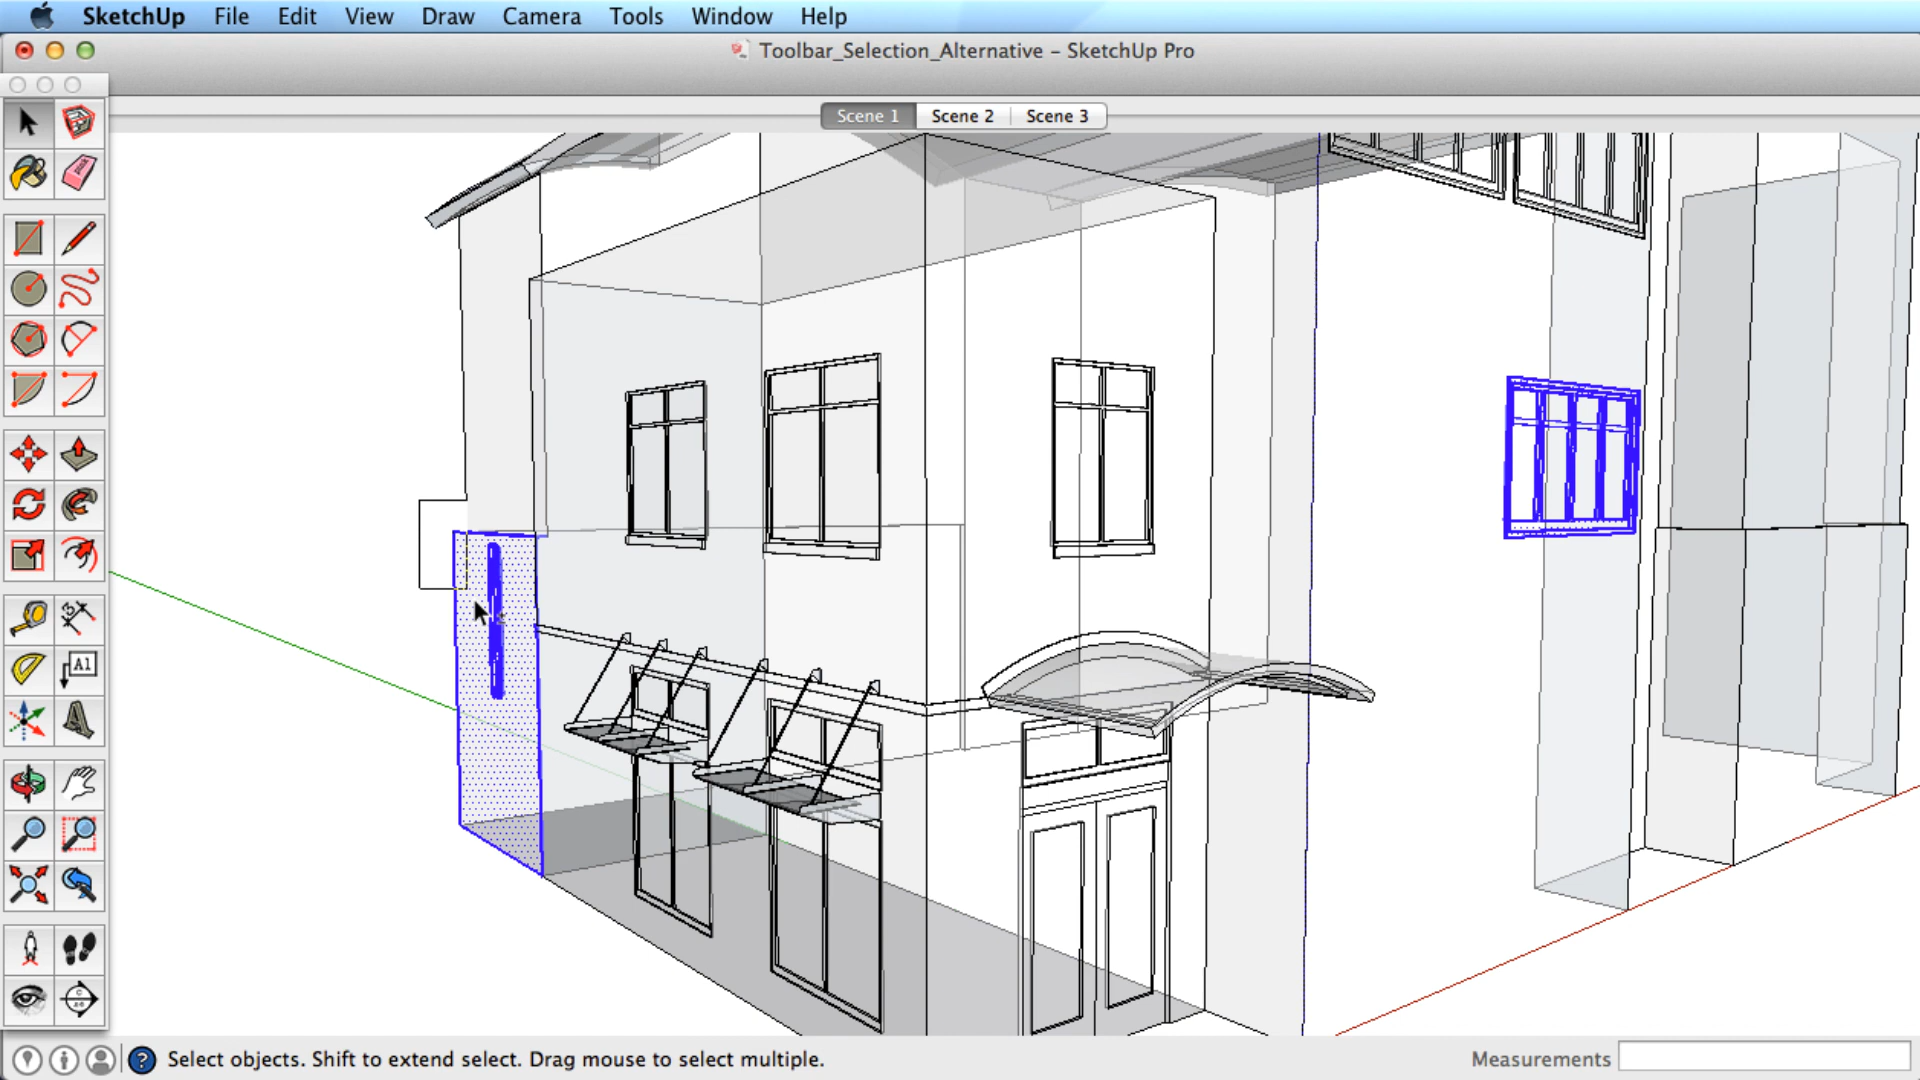 SketchUp File Edit View Draw Camera Tools Window Help
Toolbar_Selection_Alternative – SketchUp Pro
Scene 1 Scene 2 Scene 3
A1
?
Select objects. Shift to extend select. Drag mouse to select multiple.
Measurements